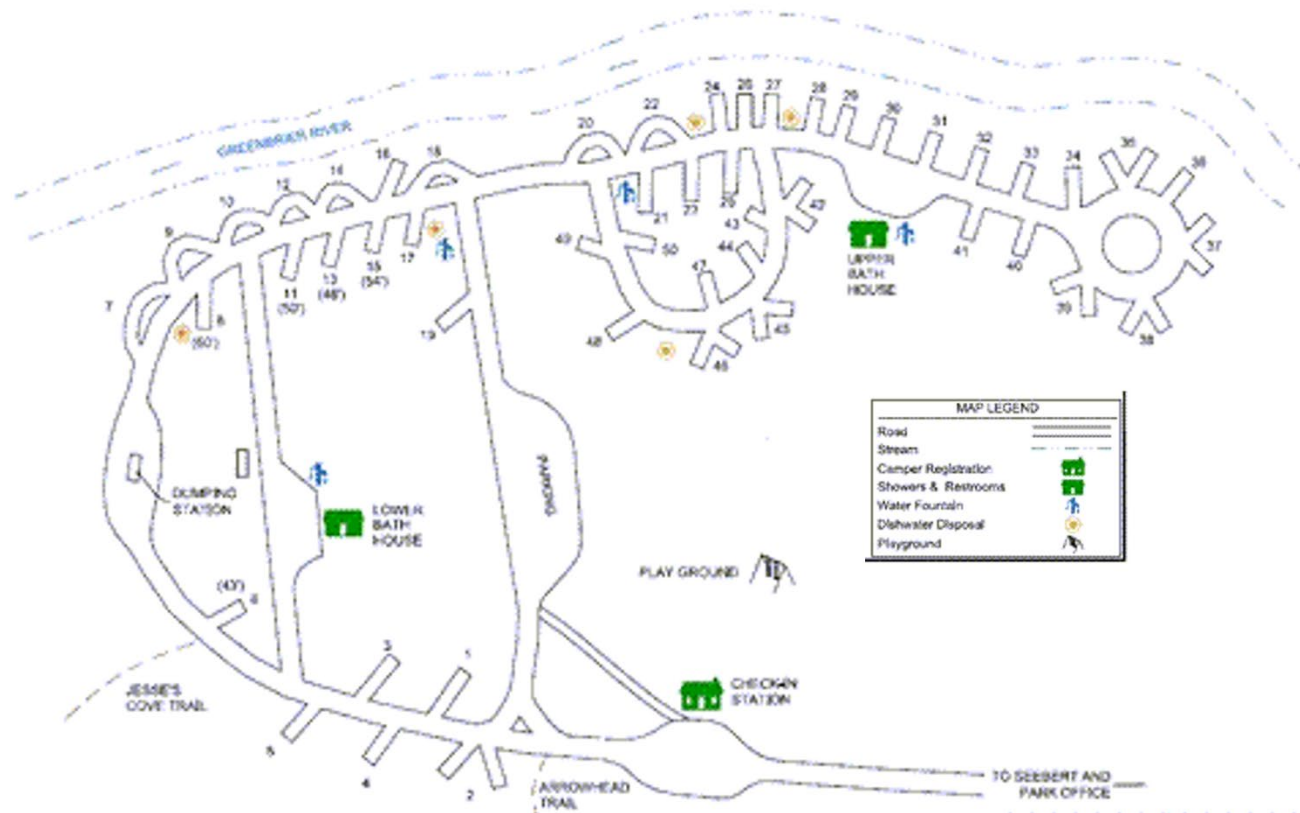 GREENBRIER RIVER
20
22
24
26
27
28
29
30
31
32
33
34
35
36
37
38
39
40
41
42
43
44
45
46
47
48
49
50
21
23
25
18
16
14
12
10
9
7
8
(60')
11
(50')
13
(46')
15
(54')
17
19
UPPER
BATH
HOUSE
MAP LEGEND
Road
Stream
Camper Registration
Showers & Restrooms
Water Fountain
Dishwater Disposal
Playground
DUMPING
STATION
LOWER
BATH
HOUSE
PARKING
PLAY GROUND
(43')
6
3
1
JESSE'S
COVE TRAIL
5
4
2
CHECK-IN
STATION
ARROWHEAD
TRAIL
TO SEEBERT AND
PARK OFFICE